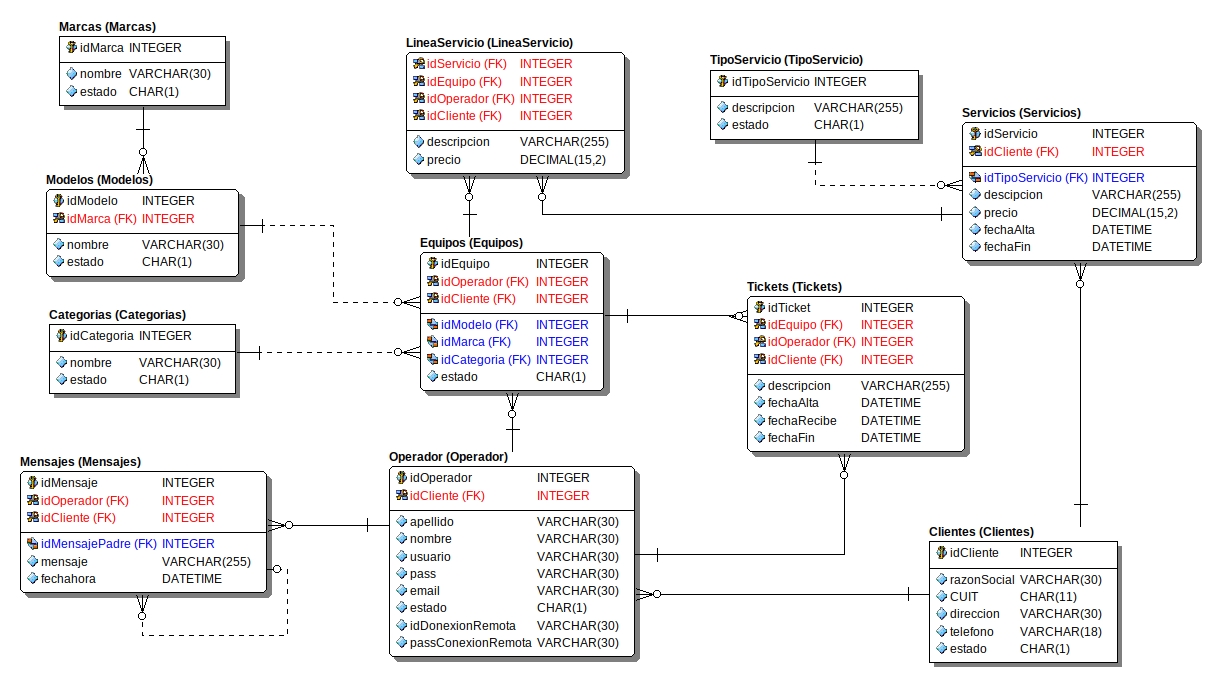 Marcas (Marcas)
idMarca INTEGER
nombre VARCHAR(30)
estado CHAR(1)
LineaServicio (LineaServicio)
idServicio (FK) INTEGER
idEquipo (FK) INTEGER
idOperador (FK) INTEGER
idCliente (FK) INTEGER
descripcion VARCHAR(255)
precio DECIMAL(15,2)
TipoServicio (TipoServicio)
idTipoServicio INTEGER
descripcion VARCHAR(255)
estado CHAR(1)
Servicios (Servicios)
idServicio INTEGER
idCliente (FK) INTEGER
idTipoServicio (FK) INTEGER
descipcion VARCHAR(255)
precio DECIMAL(15,2)
fechaAlta DATETIME
fechaFin DATETIME
Modelos (Modelos)
idModelo INTEGER
idMarca (FK) INTEGER
nombre VARCHAR(30)
estado CHAR(1)
Equipos (Equipos)
idEquipo INTEGER
idOperador (FK) INTEGER
idCliente (FK) INTEGER
idModelo (FK) INTEGER
idMarca (FK) INTEGER
idCategoria (FK) INTEGER
estado CHAR(1)
Tickets (Tickets)
idTicket INTEGER
idEquipo (FK) INTEGER
idOperador (FK) INTEGER
idCliente (FK) INTEGER
descripcion VARCHAR(255)
fechaAlta DATETIME
fechaRecibe DATETIME
fechaFin DATETIME
Categorias (Categorias)
idCategoria INTEGER
nombre VARCHAR(30)
estado CHAR(1)
Mensajes (Mensajes)
idMensaje INTEGER
idOperador (FK) INTEGER
idCliente (FK) INTEGER
idMensajePadre (FK) INTEGER
mensaje VARCHAR(255)
fechahora DATETIME
Operador (Operador)
idOperador INTEGER
idCliente (FK) INTEGER
apellido VARCHAR(30)
nombre VARCHAR(30)
usuario VARCHAR(30)
pass VARCHAR(30)
email VARCHAR(30)
estado CHAR(1)
idDonexionRemota VARCHAR(30)
passConexionRemota VARCHAR(30)
Clientes (Clientes)
idCliente INTEGER
razonSocial VARCHAR(30)
CUIT CHAR(11)
direccion VARCHAR(30)
telefono VARCHAR(18)
estado CHAR(1)